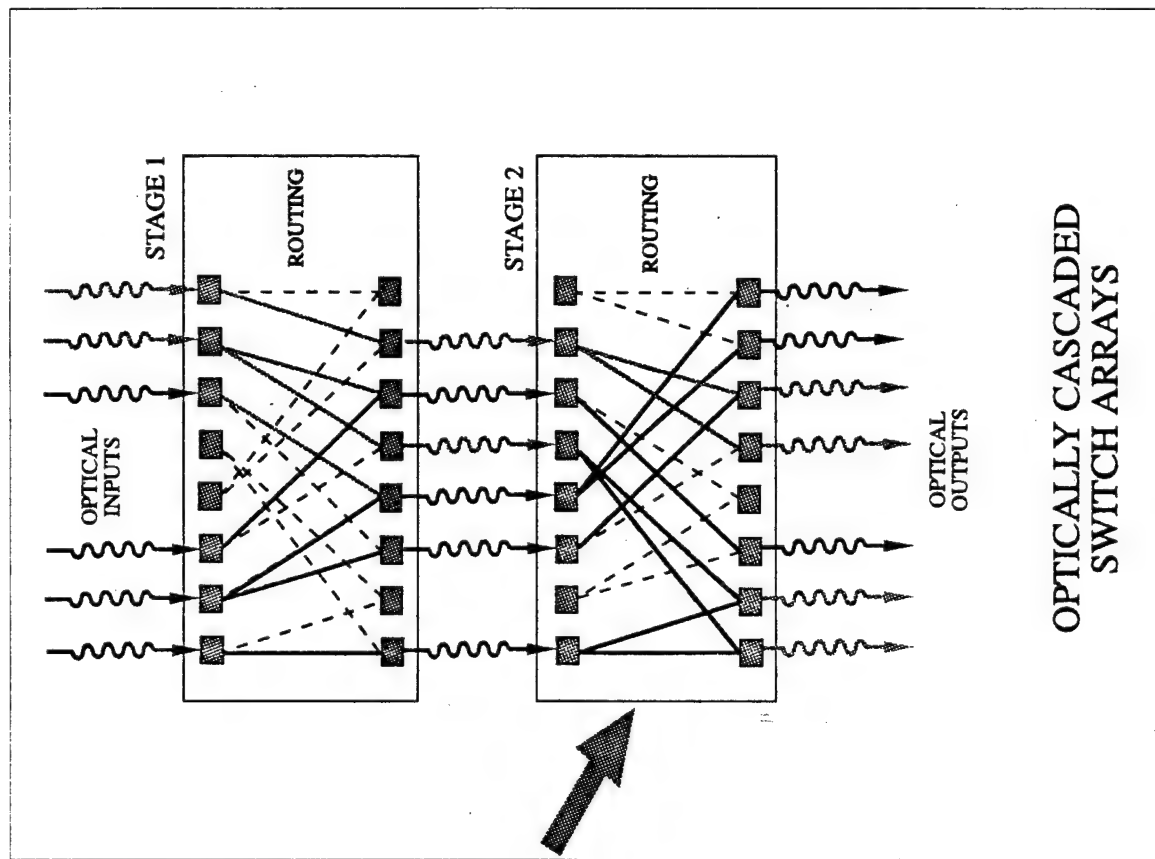 OPTICAL
INPUTS
STAGE 1
ROUTING
STAGE 2
ROUTING
OPTICAL
OUTPUTS
OPTICALLY CASCADED
SWITCH ARRAYS